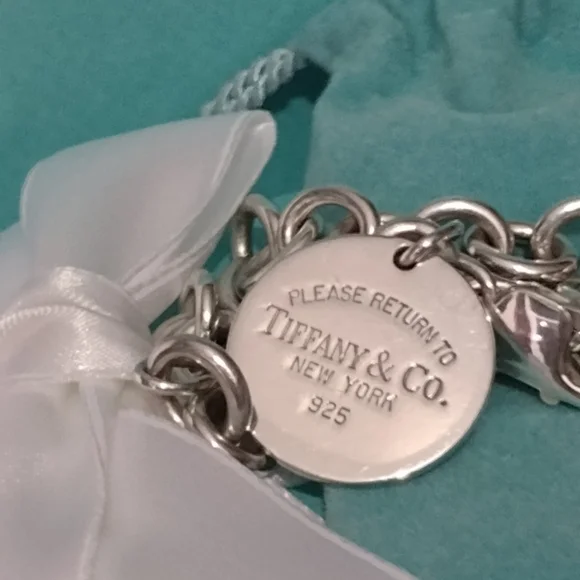 PLEASE RETURN TO
TIFFANY & CO.
NEW YORK
925